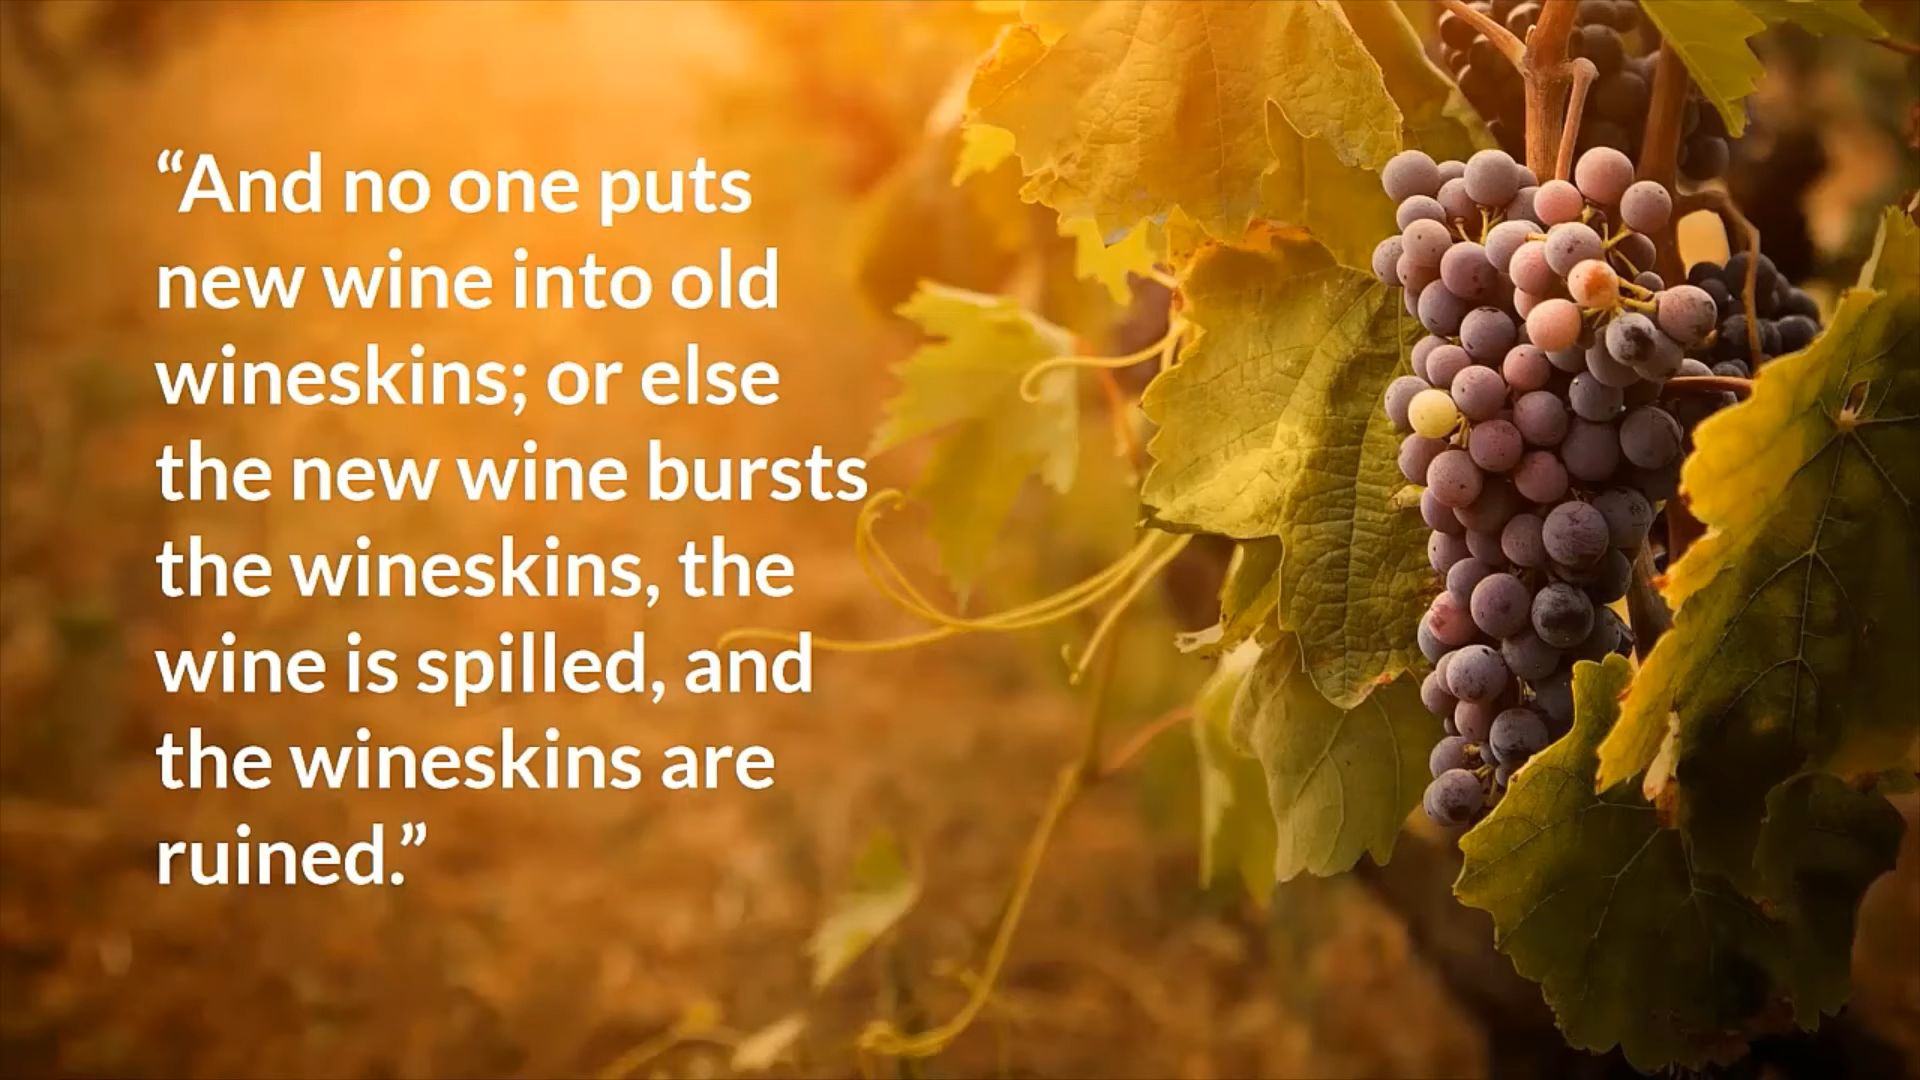 “And no one puts
new wine into old
wineskins; or else
the new wine bursts
the wineskins, the
wine is spilled, and
the wineskins are
ruined.”